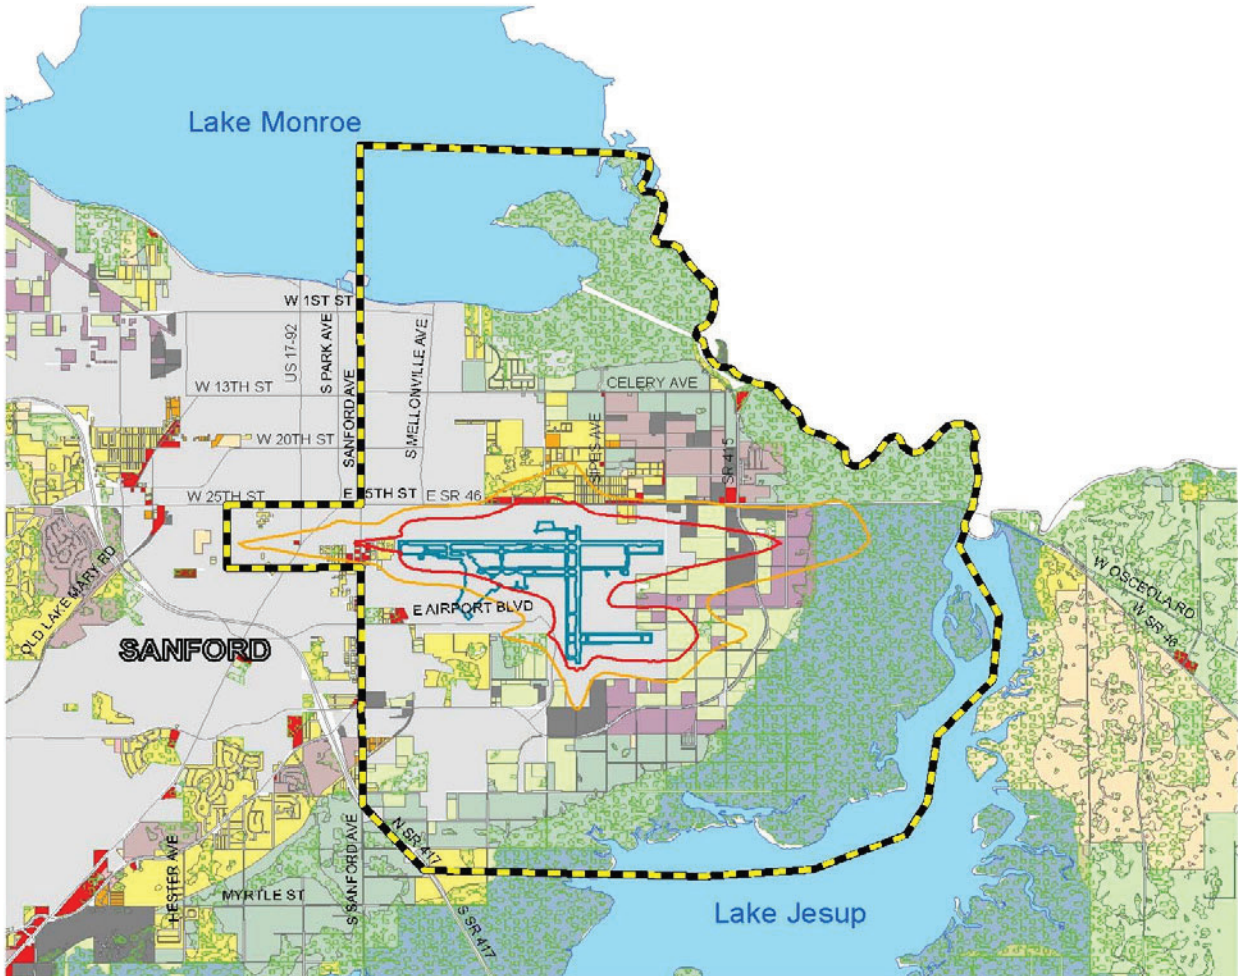 Lake Monroe
W 1ST ST
US 17-92
S PARK AVE
SANFORD AVE
S MELLONVILLE AVE
W 13TH ST
CELERY AVE
W 20TH ST
SIPES AVE
SR 415
W 25TH ST
E 25TH ST
E SR 46
OLD LAKE MARY RD
E AIRPORT BLVD
W OSCEOLA RD
W SR 46
SANFORD
HESTER AVE
S SANFORD AVE
N SR 417
MYRTLE ST
S SR 417
Lake Jesup